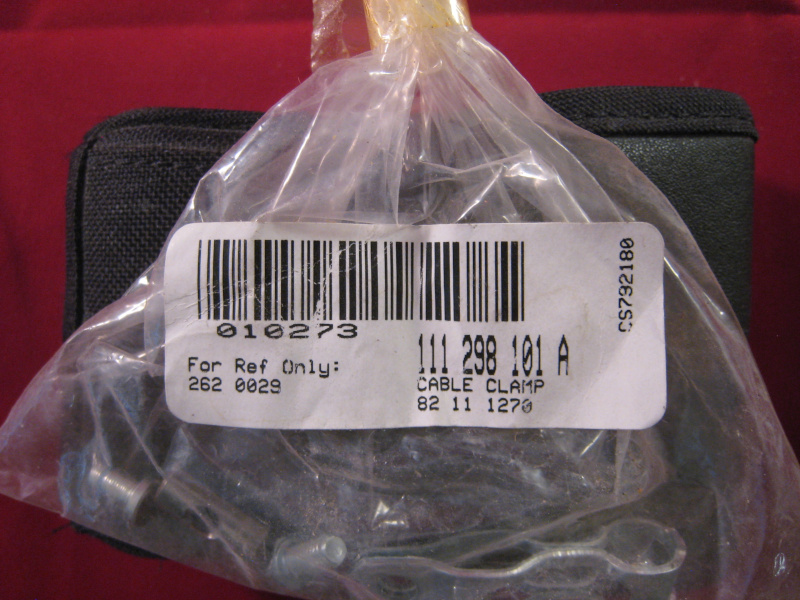 010273
For Ref Only:
262 0029
111 298 101 A
CABLE CLAMP
82 11 1270
CS732180